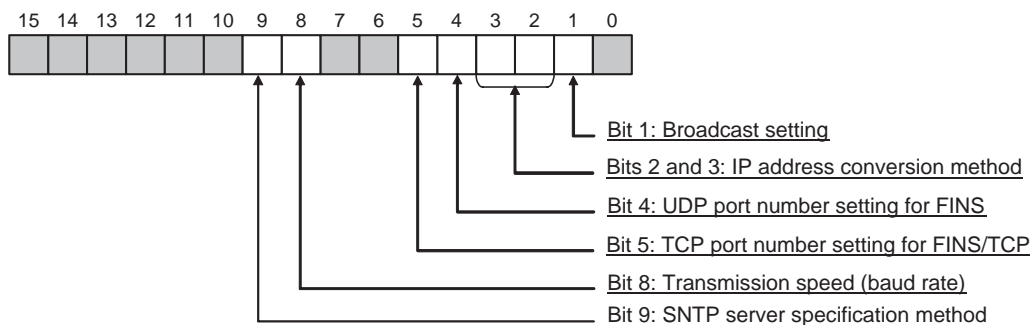 15 14 13 12 11 10 9 8 7 6 5 4 3 2 1 0
Bit 1: Broadcast setting
Bits 2 and 3: IP address conversion method
Bit 4: UDP port number setting for FINS
Bit 5: TCP port number setting for FINS/TCP
Bit 8: Transmission speed (baud rate)
Bit 9: SNTP server specification method